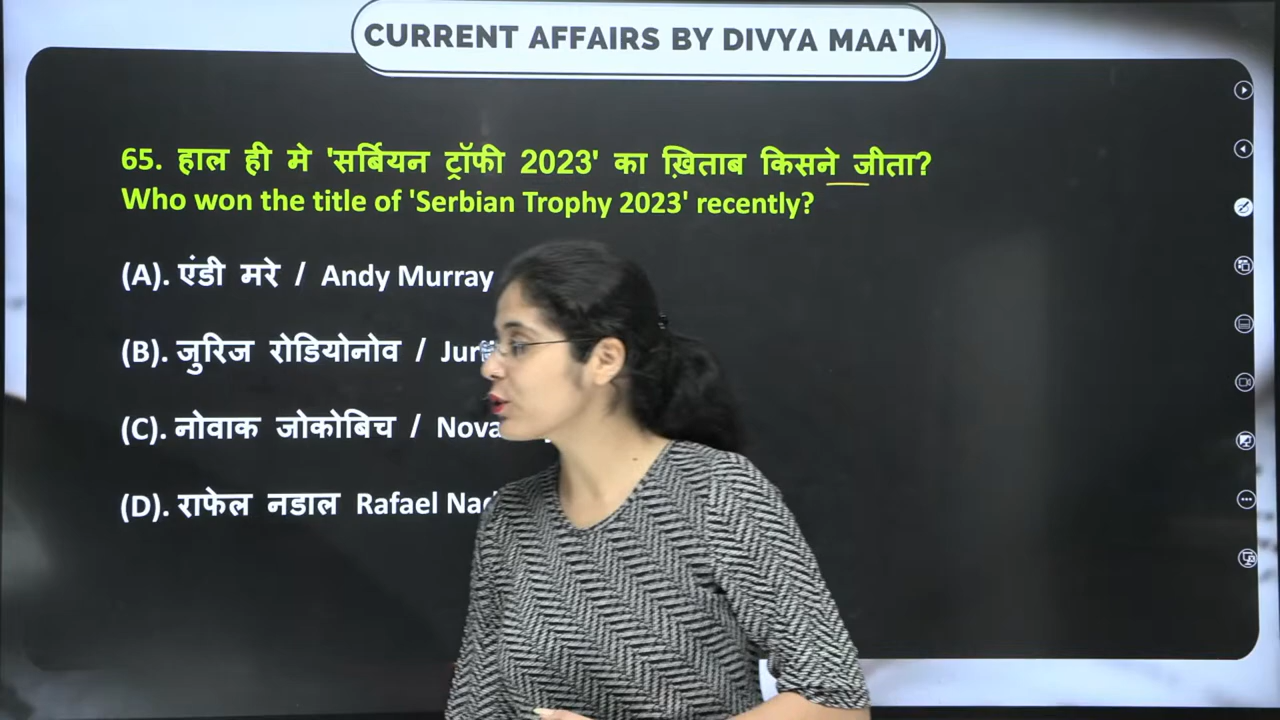 CURRENT AFFAIRS BY DIVYA MAA'M
65. हाल ही मे 'सर्बियन ट्रॉफी 2023' का ख़िताब किसने जीता?
Who won the title of 'Serbian Trophy 2023' recently?
(A). एंडी मरे / Andy Murray
(B). जुरिज रोडियोनोव /
(C). नोवाक जोकोबिच /
(D). राफेल नडाल Rafael